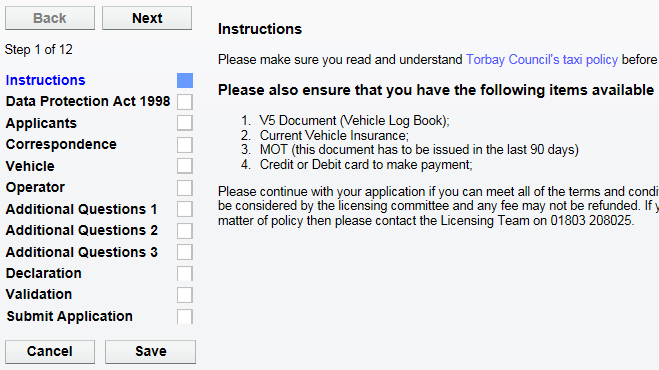 Back
Next
Step 1 of 12
Instructions
Data Protection Act 1998
Applicants
Correspondence
Vehicle
Operator
Additional Questions 1
Additional Questions 2
Additional Questions 3
Declaration
Validation
Submit Application
Cancel
Save
Instructions
Please make sure you read and understand Torbay Council's taxi policy before
Please also ensure that you have the following items available
1. V5 Document (Vehicle Log Book);
2. Current Vehicle Insurance;
3. MOT (this document has to be issued in the last 90 days)
4. Credit or Debit card to make payment;
Please continue with your application if you can meet all of the terms and condi
be considered by the licensing committee and any fee may not be refunded. If y
matter of policy then please contact the Licensing Team on 01803 208025.